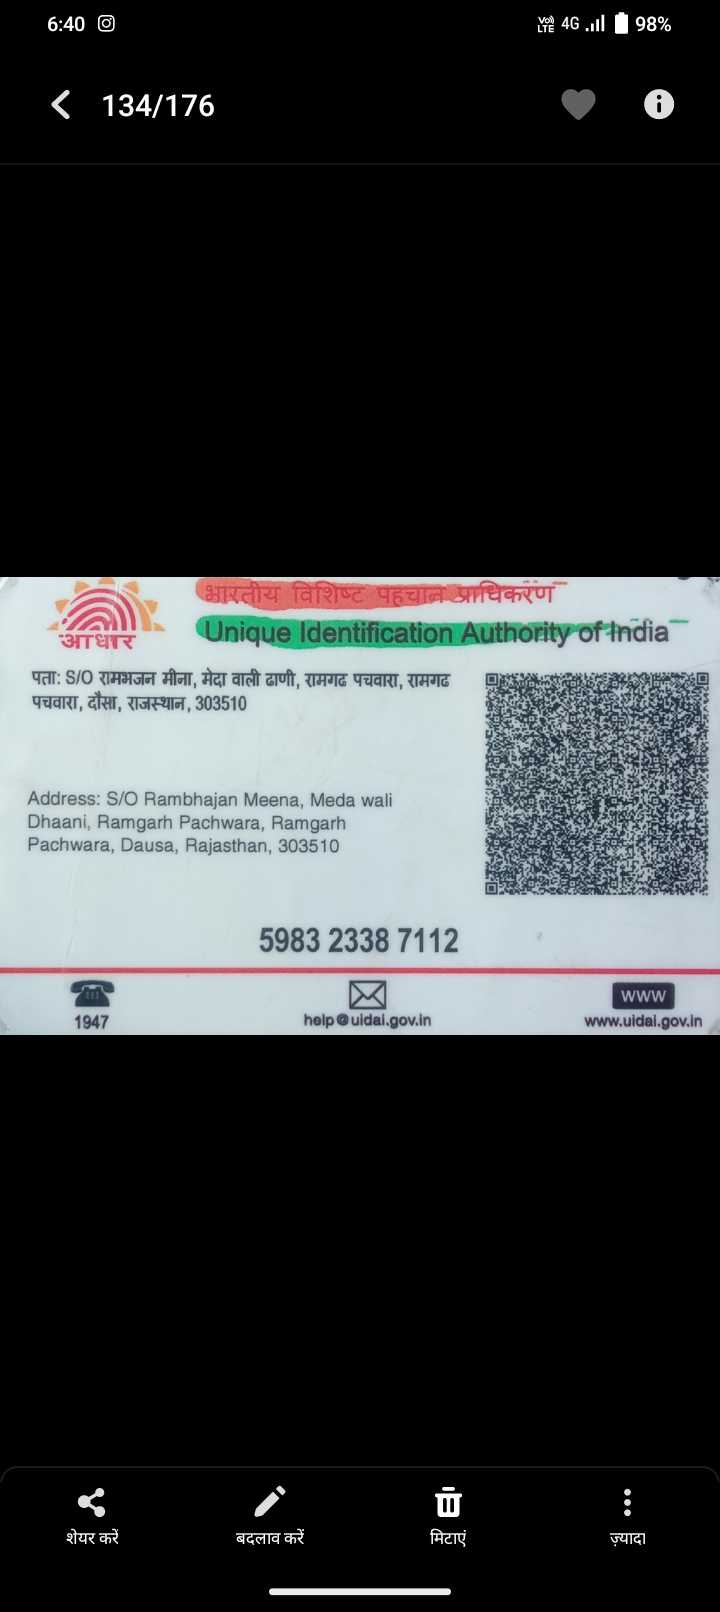 6:40
Vo)) LTE 4G 98%
134/176
भारतीय विशिष्ट पहचान प्राधिकरण
Unique Identification Authority of India
आधार
पता: S/O रामभजन मीना, मेदा वाली ढाणी, रामगढ पचवारा, रामगढ
पचवारा, दौसा, राजस्थान, 303510
Address: S/O Rambhajan Meena, Meda wali
Dhaani, Ramgarh Pachwara, Ramgarh
Pachwara, Dausa, Rajasthan, 303510
5983 2338 7112
1947
help@uidai.gov.in
www
www.uidai.gov.in
शेयर करें
बदलाव करें
मिटाएं
ज़्यादा